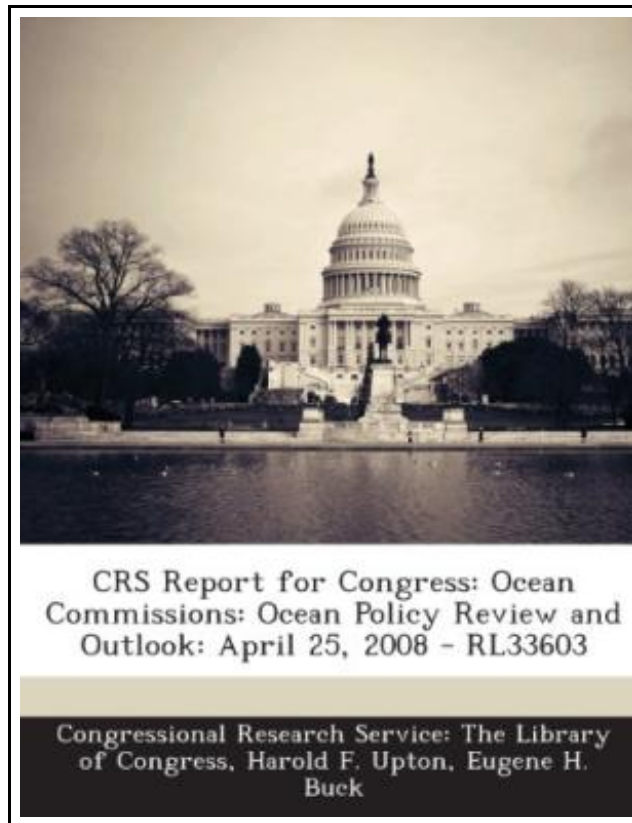 CRS Report for Congress: Ocean
Commissions: Ocean Policy Review and
Outlook: April 25, 2008 - RL33603
Congressional Research Service: The Library
of Congress, Harold F. Upton, Eugene H.
Buck